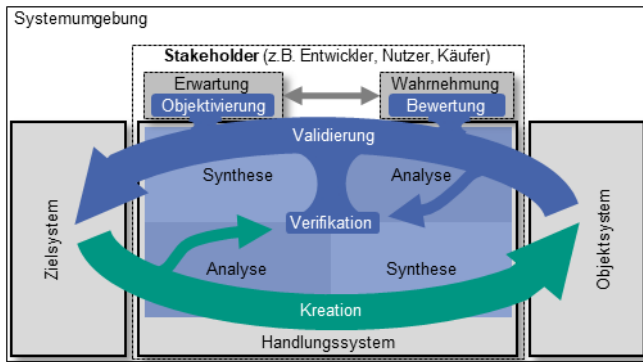 Systemumgebung
Stakeholder (z.B. Entwickler, Nutzer, Käufer)
Erwartung
Objektivierung
Wahrnehmung
Bewertung
Validierung
Synthese
Analyse
Verifikation
Analyse
Synthese
Kreation
Handlungssystem
Zielsystem
Objektsystem